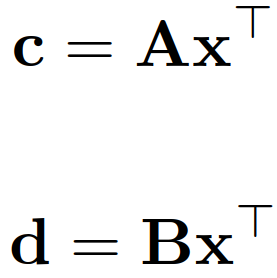 𝐜 = 𝐀𝐱^⊤
𝐝 = 𝐁𝐱^⊤